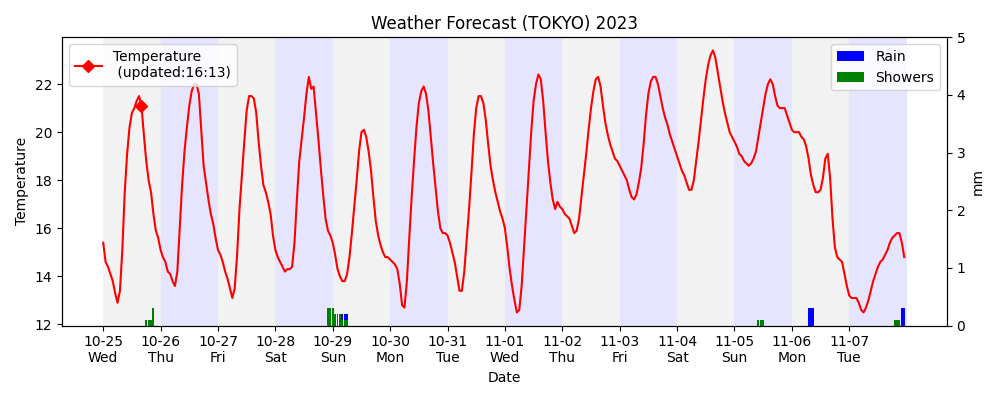 Weather Forecast (TOKYO) 2023
Temperature
(updated:16:13)
Rain
Showers
Temperature
22
20
18
16
14
12
5
4
3
2
1
0
mm
10-25 10-26 10-27 10-28 10-29 10-30 10-31 11-01 11-02 11-03 11-04 11-05 11-06 11-07
Wed Thu Fri Sat Sun Mon Tue Wed Thu Fri Sat Sun Mon Tue
Date